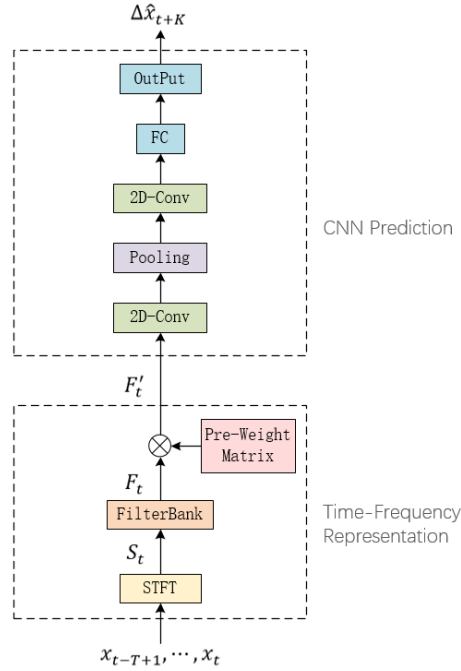 Δx̂_{t+K}
OutPut
FC
2D-Conv
CNN Prediction
Pooling
2D-Conv
F′_t
Pre-Weight
Matrix
F_t
FilterBank
Time-Frequency
Representation
S_t
STFT
x_{t−T+1}, ⋯ , x_t